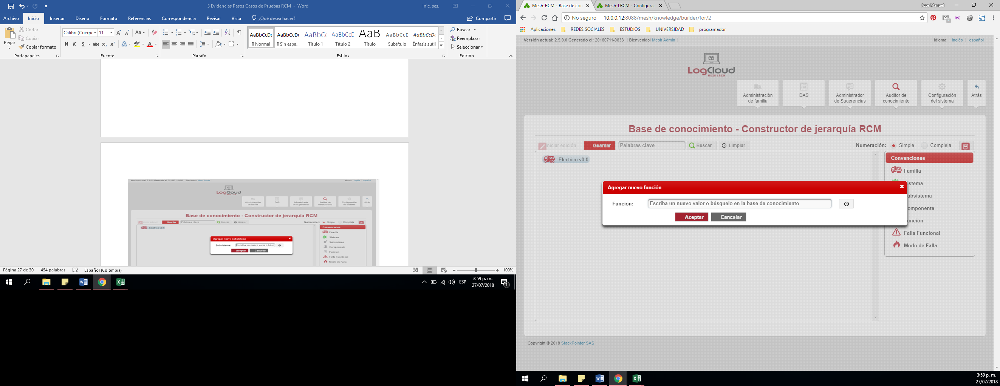 3 Evidencias Pasos Casos de Pruebas RCM - Word
Inic. ses.
Archivo Inicio Insertar Diseño Formato Referencias Correspondencia Revisar Vista ¿Qué desea hacer? Compartir
Pegar
Cortar
Copiar
Copiar formato
Portapapeles
Calibri (Cuerpo 11
Aa
N K S abc x₂ x²
Fuente
Párrafo
AaBbCcDc AaBbCcDc AaBbC( AaBbCcD AaB AaBbCcD AaBbCcDc
¶ Normal ¶ Sin espa... Título 1 Título 2 Título Subtítulo Énfasis sutil
Estilos
Buscar
Reemplazar
Seleccionar
Edición
Versión actual: 2.5.0.0 Generado el: 20180711-0833 Bienvenido! Mesh Admin
Idioma: inglés español
LogCloud
Administración de familia
DAS
Administrador de Sugerencias
Auditor de conocimiento
Configuración del sistema
Atrás
Base de conocimiento - Constructor de jerarquía RCM
Iniciar edición Guardar Palabras clave Buscar Limpiar
Numeración: Simple Compleja
Electrico v0.0
Convenciones
Familia
Sistema
Subsistema
Componente
Función
Falla Funcional
Modo de Falla
Agregar nuevo subsistema
Subsistema: Escriba un nuevo valor o búsq
Aceptar Cancelar
Página 27 de 30 454 palabras Español (Colombia)
100%
ESP
3:59 p. m.
27/07/2018
1
Mesh-RCM - Base de con
Mesh-LRCM - Configurac
Jose Manuel
No seguro 10.0.0.12:8088/mesh/knowledge/builder/for/2
Aplicaciones REDES SOCIALES ESTUDIOS UNIVERSIDAD programador
Versión actual: 2.5.0.0 Generado el: 20180711-0833 Bienvenido! Mesh Admin
Idioma: inglés español
LogCloud
MESH LRCM
Administración
de familia
DAS
Administrador
de Sugerencias
Auditor de
conocimiento
Configuración
del sistema
Atrás
Base de conocimiento - Constructor de jerarquía RCM
Iniciar edición Guardar Palabras clave Buscar Limpiar
Numeración: Simple Compleja
Electrico v0.0
Convenciones
Familia
istema
ubsistema
omponente
unción
Falla Funcional
Modo de Falla
Agregar nuevo función
Función: Escriba un nuevo valor o búsquelo en la base de conocimiento
Aceptar Cancelar
Copyright © 2018 StackPointer SAS
3:59 p. m.
27/07/2018